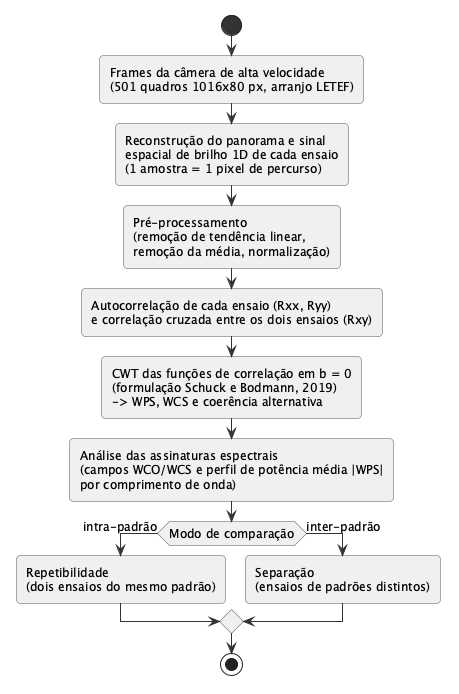 Frames da câmera de alta velocidade
(501 quadros 1016x80 px, arranjo LETEF)
Reconstrução do panorama e sinal
espacial de brilho 1D de cada ensaio
(1 amostra = 1 pixel de percurso)
Pré-processamento
(remoção de tendência linear,
remoção da média, normalização)
Autocorrelação de cada ensaio (Rxx, Ryy)
e correlação cruzada entre os dois ensaios (Rxy)
CWT das funções de correlação em b = 0
(formulação Schuck e Bodmann, 2019)
-> WPS, WCS e coerência alternativa
Análise das assinaturas espectrais
(campos WCO/WCS e perfil de potência média |WPS|
por comprimento de onda)
intra-padrão
Modo de comparação
inter-padrão
Repetibilidade
(dois ensaios do mesmo padrão)
Separação
(ensaios de padrões distintos)